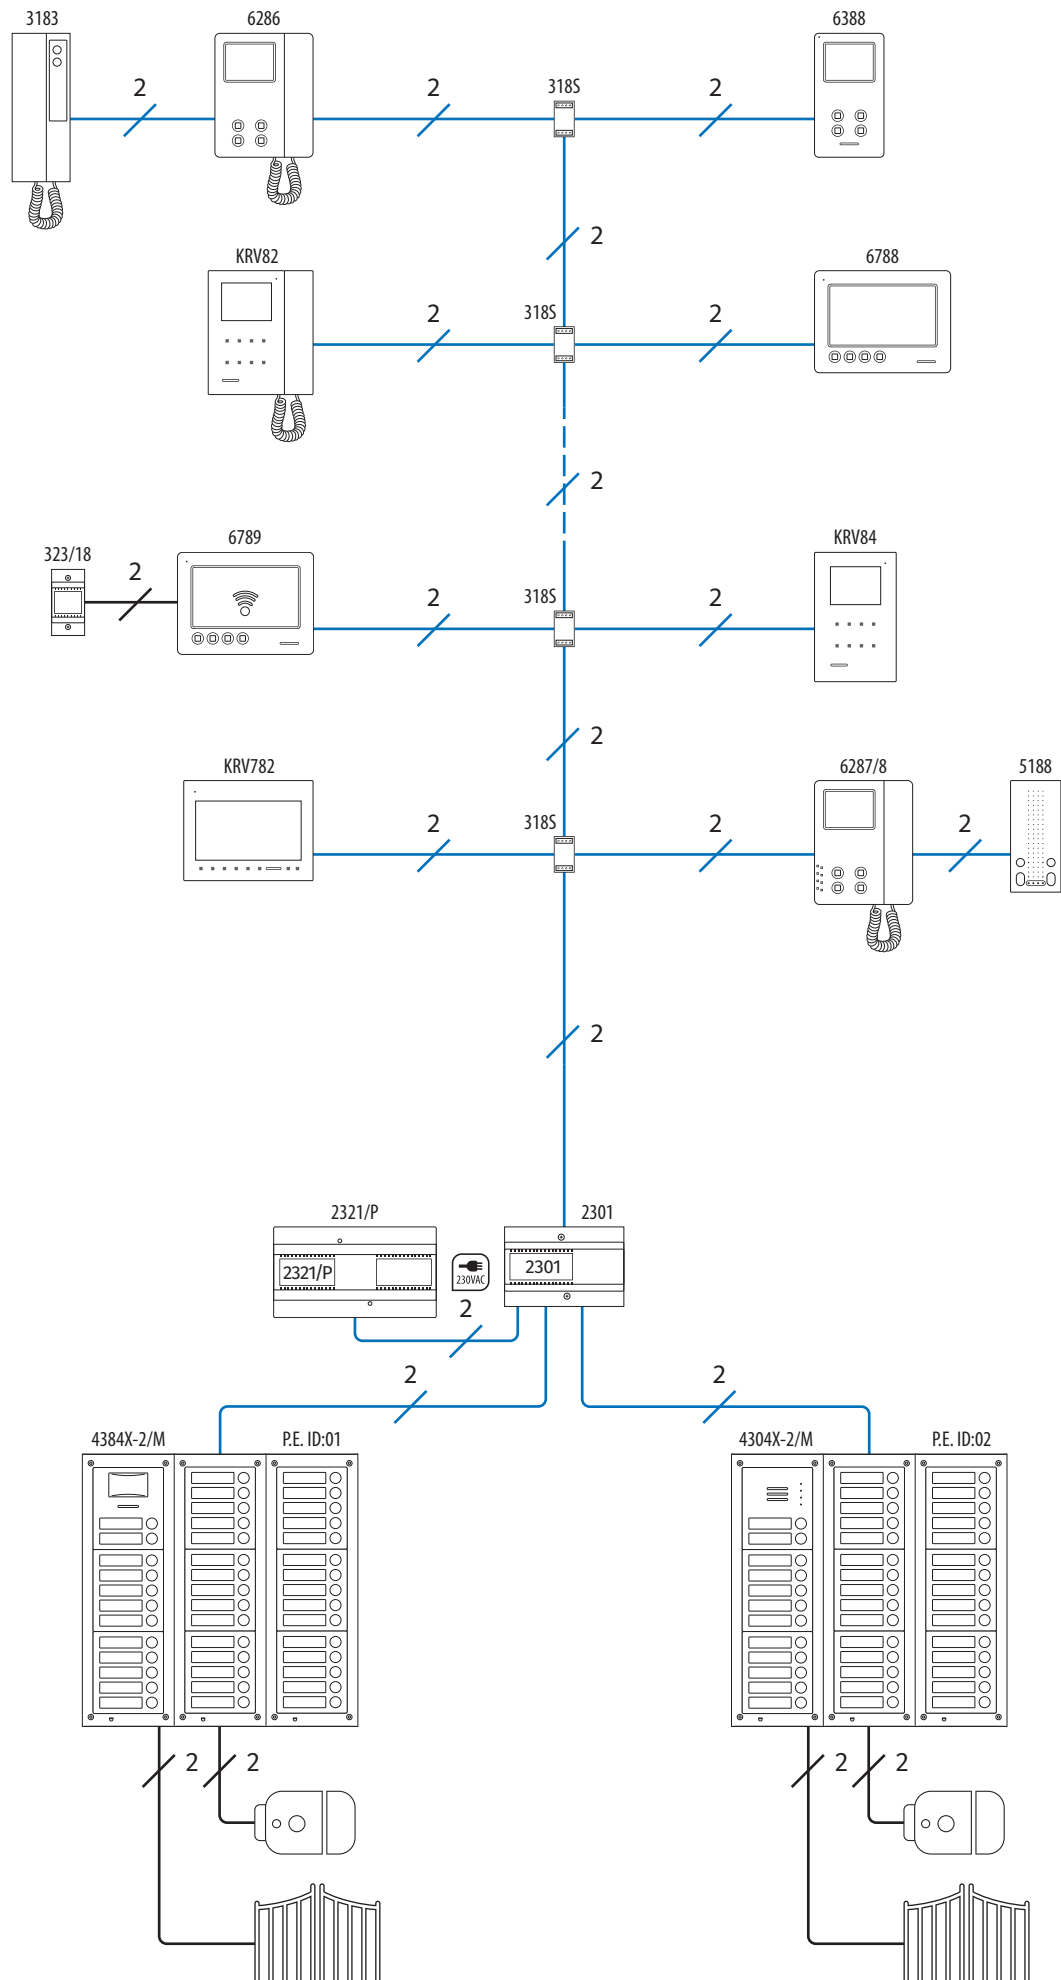 3183 6286 6388
2 2 318S 2
2
KRV82 6788
2 318S 2
2
323/18 6789 KRV84
2 2 318S 2
2
KRV782 6287/8 5188
2 318S 2 2
2
2321/P 2301
2321/P 230VAC 2301
2
2 2
4384X-2/M P.E. ID:01 4304X-2/M P.E. ID:02
2 2 2 2